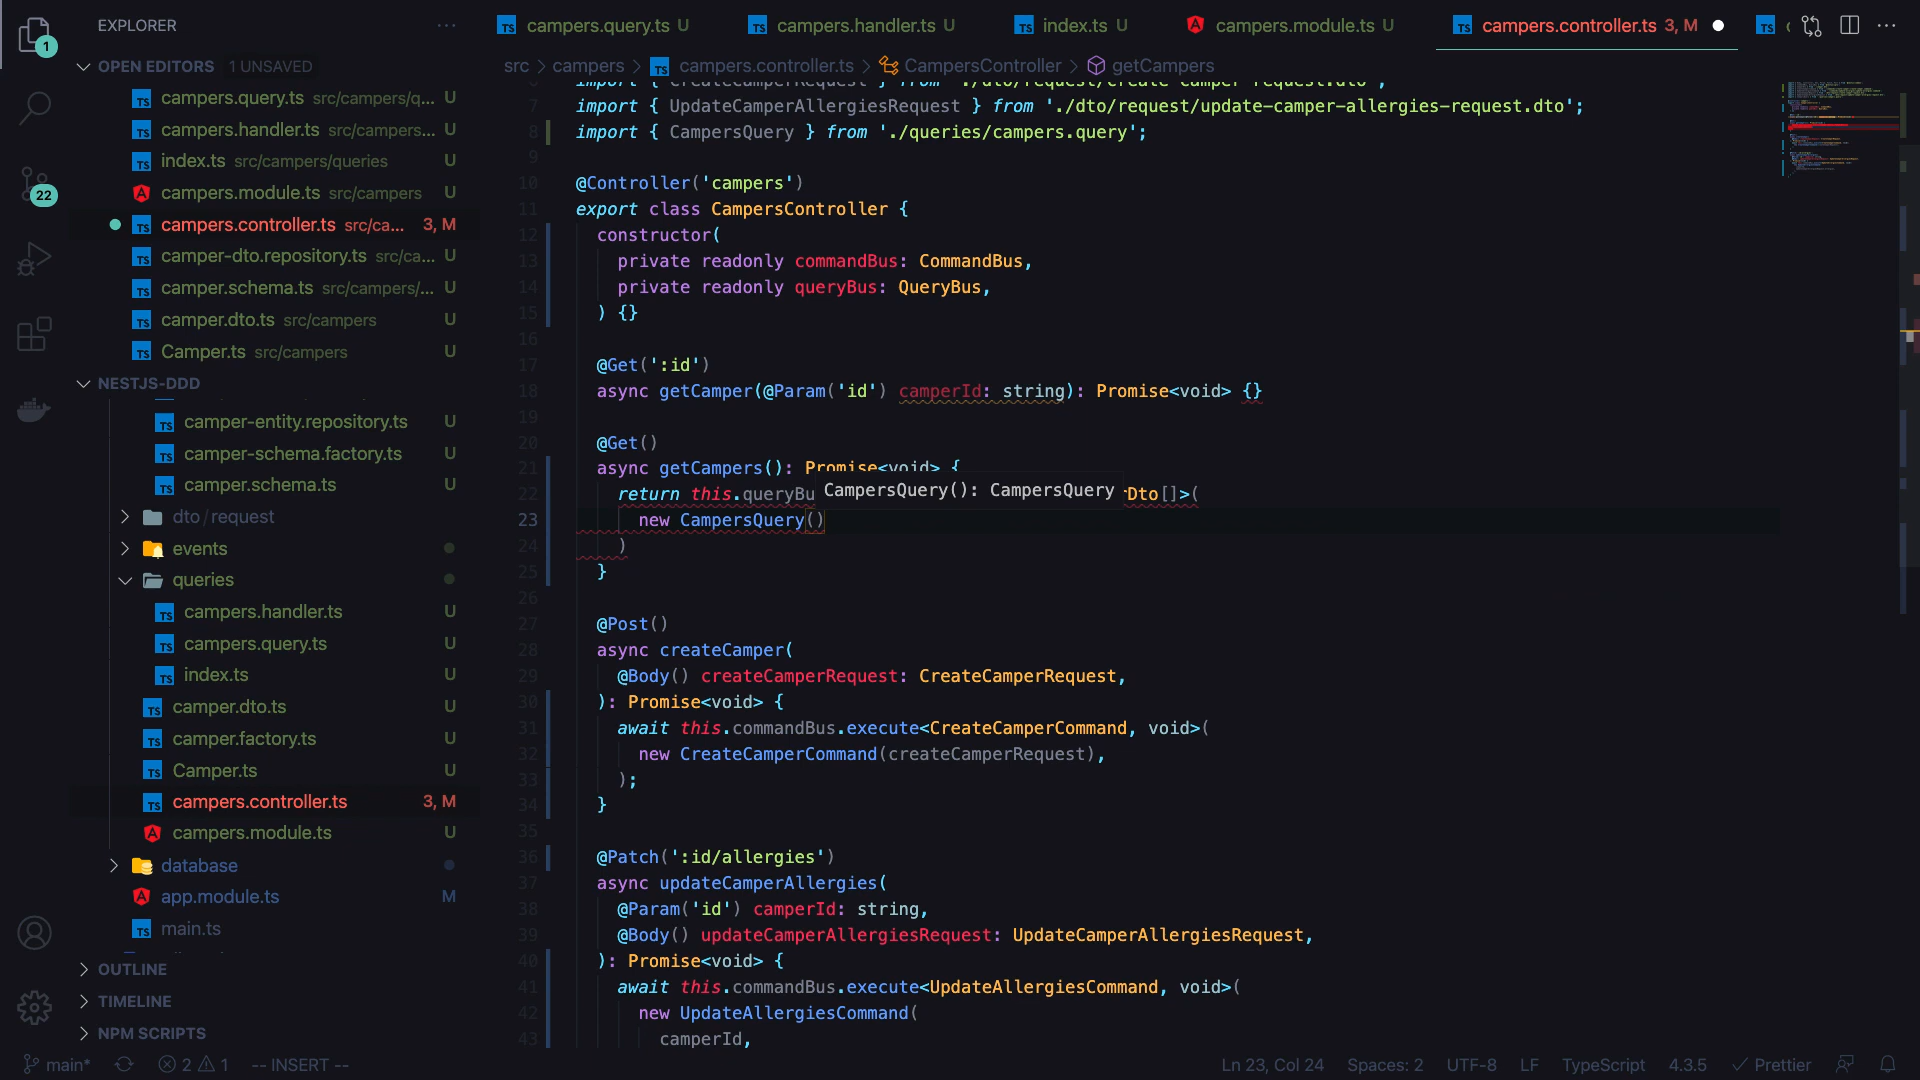 EXPLORER
OPEN EDITORS 1 UNSAVED
campers.query.ts src/campers/q... U
campers.handler.ts src/campers... U
index.ts src/campers/queries U
campers.module.ts src/campers U
campers.controller.ts src/ca... 3, M
camper-dto.repository.ts src/ca... U
camper.schema.ts src/campers/... U
camper.dto.ts src/campers U
Camper.ts src/campers U
NESTJS-DDD
camper-entity.repository.ts U
camper-schema.factory.ts U
camper.schema.ts U
dto / request
events
queries
campers.handler.ts U
campers.query.ts U
index.ts U
camper.dto.ts U
camper.factory.ts U
Camper.ts U
campers.controller.ts 3, M
campers.module.ts U
database
app.module.ts M
main.ts
OUTLINE
TIMELINE
NPM SCRIPTS
1
22
campers.query.ts U campers.handler.ts U index.ts U campers.module.ts U campers.controller.ts 3, M
src > campers > campers.controller.ts > CampersController > getCampers
import { CreateCamperRequest } from './dto/request/create-camper-request.dto';
7 import { UpdateCamperAllergiesRequest } from './dto/request/update-camper-allergies-request.dto';
8 import { CampersQuery } from './queries/campers.query';
9
10 @Controller('campers')
11 export class CampersController {
12 constructor(
13 private readonly commandBus: CommandBus,
14 private readonly queryBus: QueryBus,
15 ) {}
16
17 @Get(':id')
18 async getCamper(@Param('id') camperId: string): Promise<void> {}
19
20 @Get()
21 async getCampers(): Promise<void> {
22 return this.queryBu CampersQuery(): CampersQuery rDto[]>(
23 new CampersQuery()
24 )
25 }
26
27 @Post()
28 async createCamper(
29 @Body() createCamperRequest: CreateCamperRequest,
30 ): Promise<void> {
31 await this.commandBus.execute<CreateCamperCommand, void>(
32 new CreateCamperCommand(createCamperRequest),
33 );
34 }
35
36 @Patch(':id/allergies')
37 async updateCamperAllergies(
38 @Param('id') camperId: string,
39 @Body() updateCamperAllergiesRequest: UpdateCamperAllergiesRequest,
40 ): Promise<void> {
41 await this.commandBus.execute<UpdateAllergiesCommand, void>(
42 new UpdateAllergiesCommand(
43 camperId,
main* 2 1 -- INSERT -- Ln 23, Col 24 Spaces: 2 UTF-8 LF TypeScript 4.3.5 Prettier